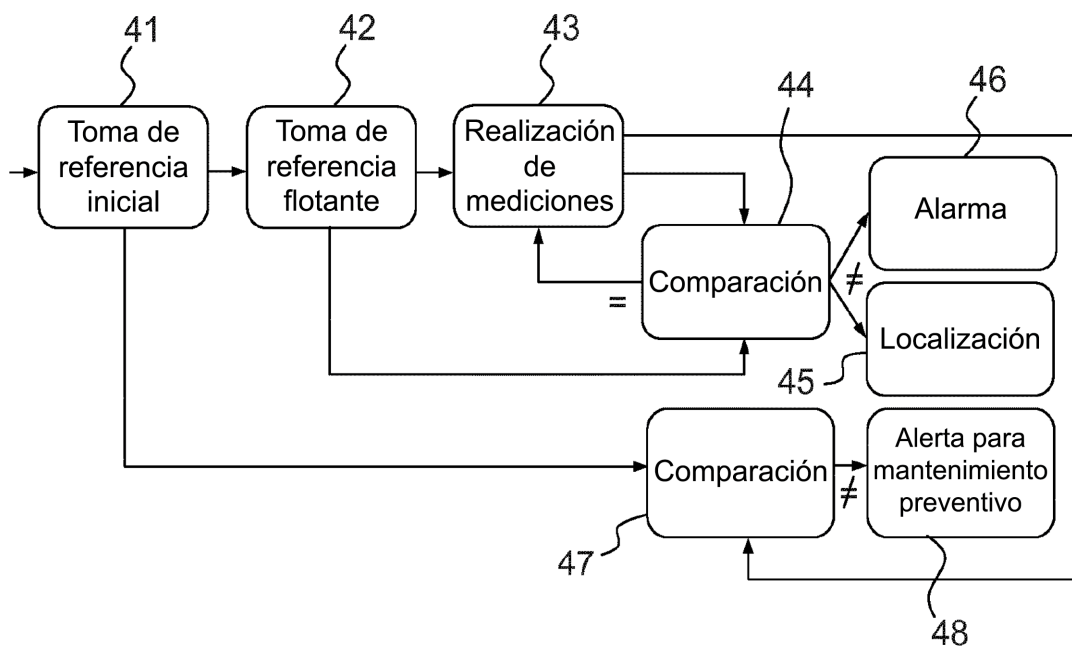 41
42
43
44
46
Toma de
referencia
inicial
Toma de
referencia
flotante
Realización
de
mediciones
Alarma
Comparación
=
≠
Localización
45
Comparación
≠
Alerta para
mantenimiento
preventivo
47
48